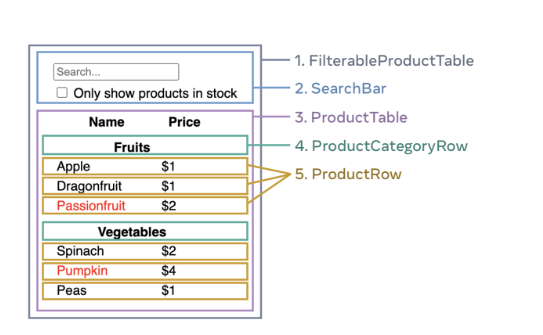 Search...
Only show products in stock
Name Price
Fruits
Apple $1
Dragonfruit $1
Passionfruit $2
Vegetables
Spinach $2
Pumpkin $4
Peas $1
1. FilterableProductTable
2. SearchBar
3. ProductTable
4. ProductCategoryRow
5. ProductRow